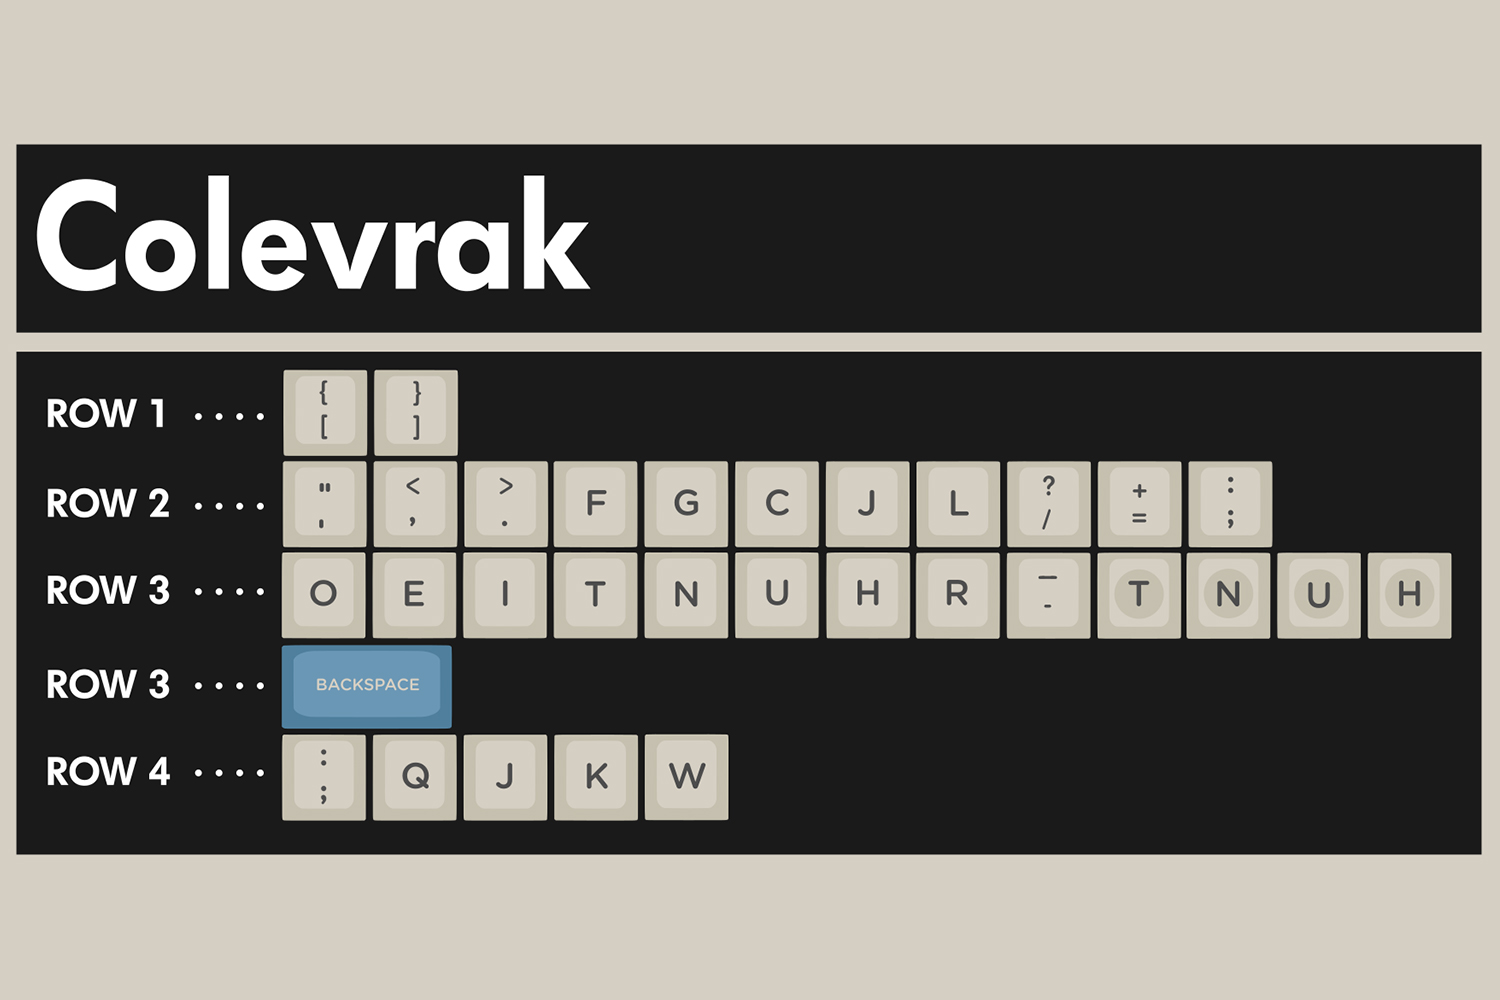 Colevrak
ROW 1 .... { [ } ]
ROW 2 .... " ' < , > . F G C J L ? / + = : ;
ROW 3 .... O E I T N U H R _ - T N U H
ROW 3 .... BACKSPACE
ROW 4 .... : ; Q J K W